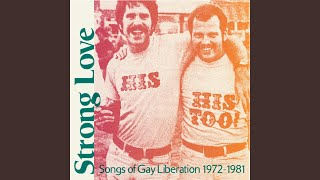 Strong Love
HIS
HIS
TOO!
Songs of Gay Liberation 1972-1981